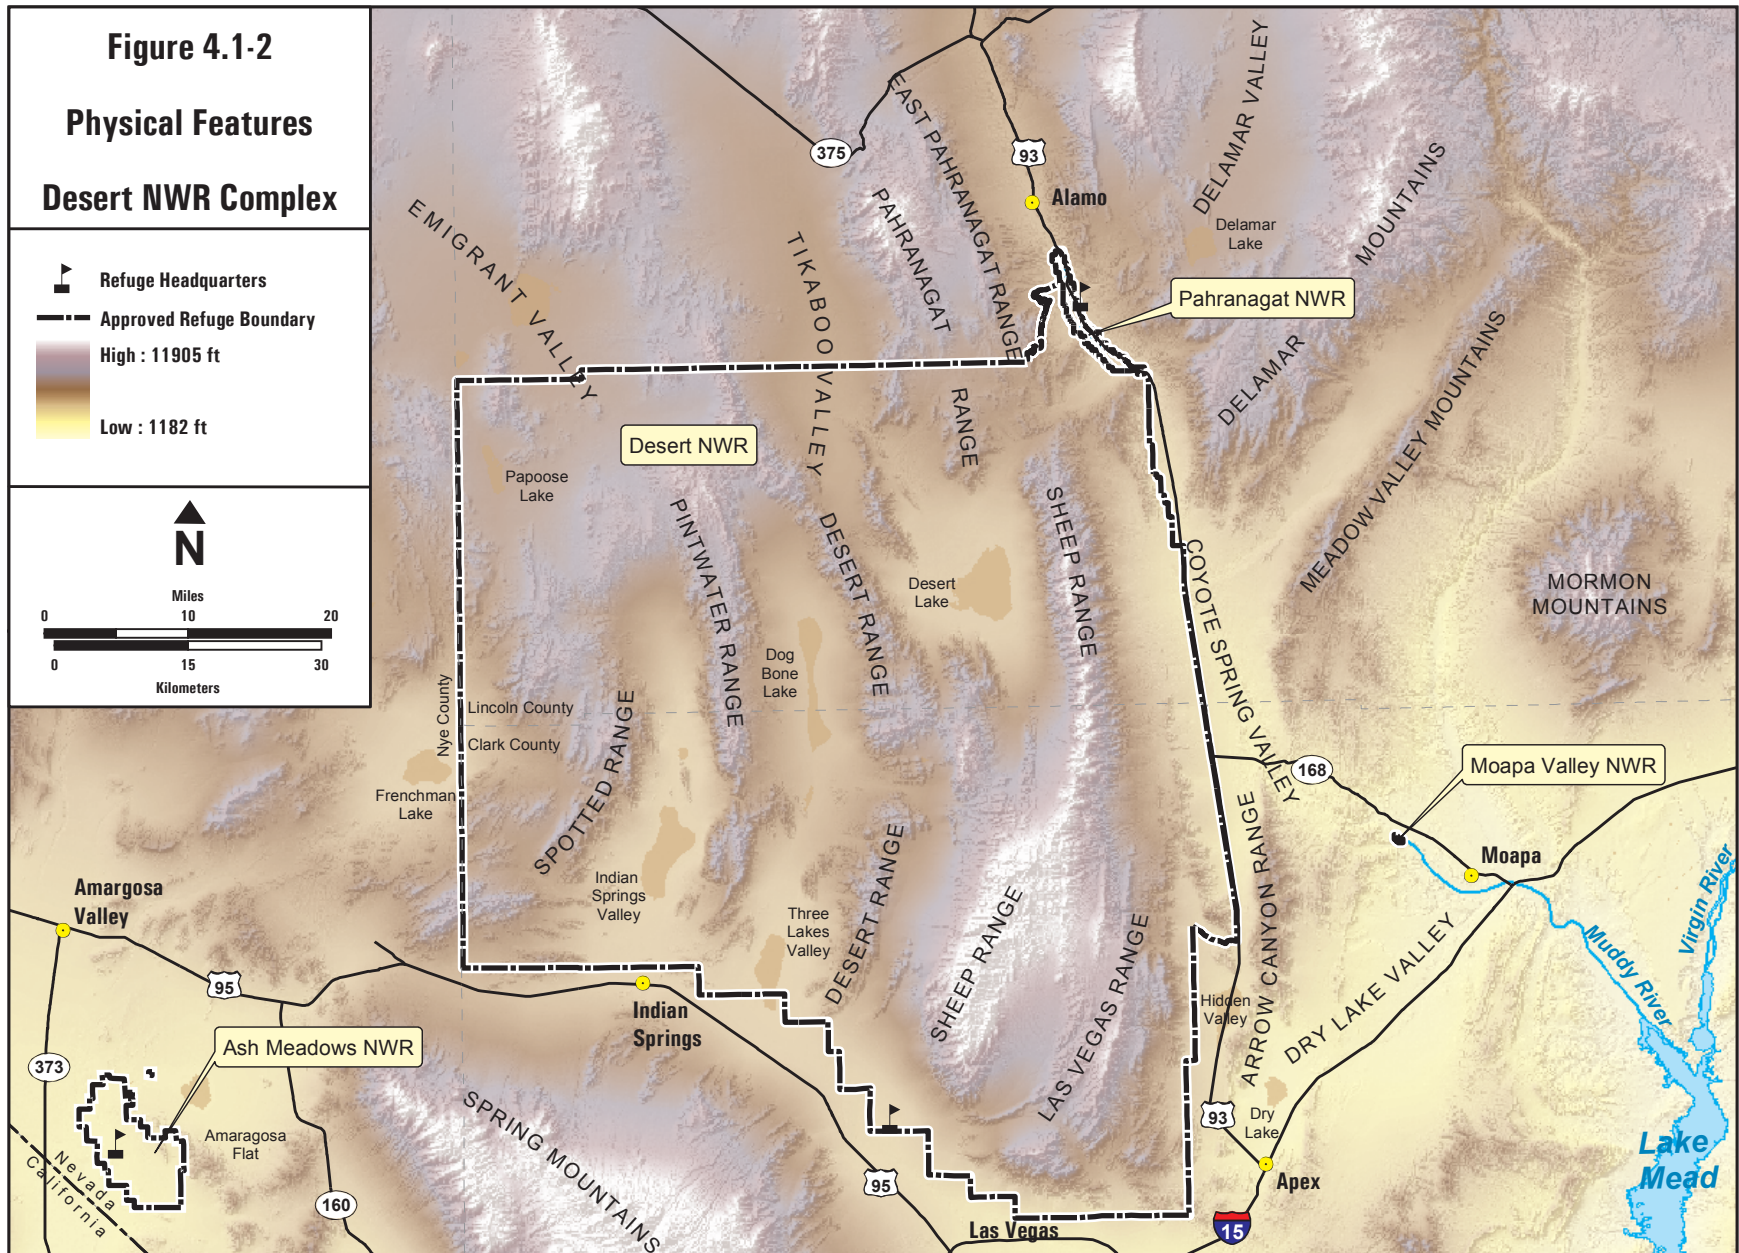 Figure 4.1-2
Physical Features
Desert NWR Complex
Refuge Headquarters
Approved Refuge Boundary
High : 11905 ft
Low : 1182 ft
N
Miles
0 10 20
0 15 30
Kilometers
375
93
Alamo
EAST PAHRANAGAT RANGE
PAHRANAGAT
RANGE
DELAMAR VALLEY
Delamar
Lake
DELAMAR
MOUNTAINS
EMIGRANT VALLEY
TIKABOO VALLEY
Pahranagat NWR
MEADOW VALLEY MOUNTAINS
Desert NWR
Papoose
Lake
PINTWATER RANGE
DESERT RANGE
SHEEP RANGE
Desert
Lake
COYOTE SPRING VALLEY
MORMON
MOUNTAINS
Dog
Bone
Lake
Nye County
Lincoln County
Clark County
SPOTTED RANGE
Frenchman
Lake
168
Moapa Valley NWR
Moapa
Indian
Springs
Valley
Three
Lakes
Valley
DESERT RANGE
SHEEP RANGE
LAS VEGAS RANGE
ARROW CANYON RANGE
Hidden
Valley
DRY LAKE VALLEY
Muddy River
Virgin River
Amargosa
Valley
95
373
Ash Meadows NWR
Amaragosa
Flat
Nevada
California
160
Indian
Springs
SPRING MOUNTAINS
95
Las Vegas
93
Dry
Lake
Apex
15
Lake
Mead